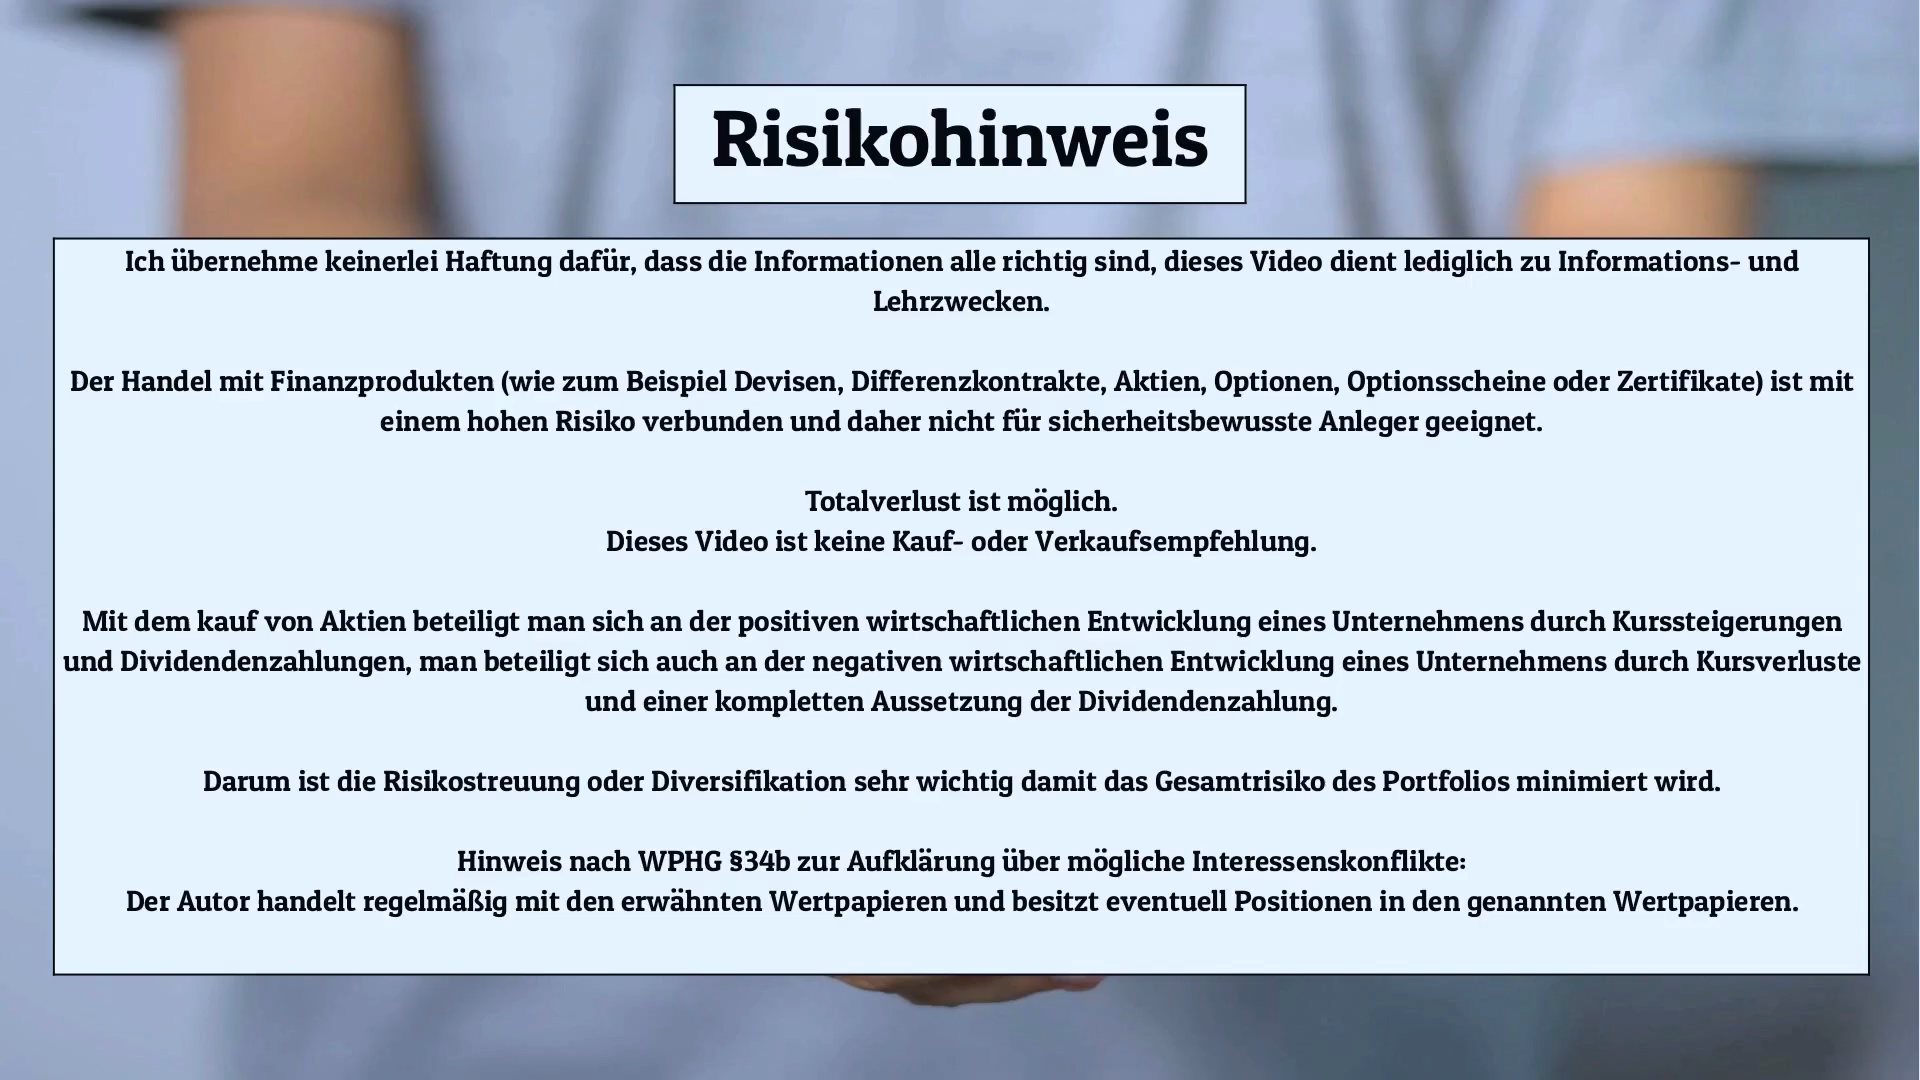 Risikohinweis
Ich übernehme keinerlei Haftung dafür, dass die Informationen alle richtig sind, dieses Video dient lediglich zu Informations- und
Lehrzwecken.
Der Handel mit Finanzprodukten (wie zum Beispiel Devisen, Differenzkontrakte, Aktien, Optionen, Optionsscheine oder Zertifikate) ist mit
einem hohen Risiko verbunden und daher nicht für sicherheitsbewusste Anleger geeignet.
Totalverlust ist möglich.
Dieses Video ist keine Kauf- oder Verkaufsempfehlung.
Mit dem kauf von Aktien beteiligt man sich an der positiven wirtschaftlichen Entwicklung eines Unternehmens durch Kurssteigerungen
und Dividendenzahlungen, man beteiligt sich auch an der negativen wirtschaftlichen Entwicklung eines Unternehmens durch Kursverluste
und einer kompletten Aussetzung der Dividendenzahlung.
Darum ist die Risikostreuung oder Diversifikation sehr wichtig damit das Gesamtrisiko des Portfolios minimiert wird.
Hinweis nach WPHG §34b zur Aufklärung über mögliche Interessenskonflikte:
Der Autor handelt regelmäßig mit den erwähnten Wertpapieren und besitzt eventuell Positionen in den genannten Wertpapieren.